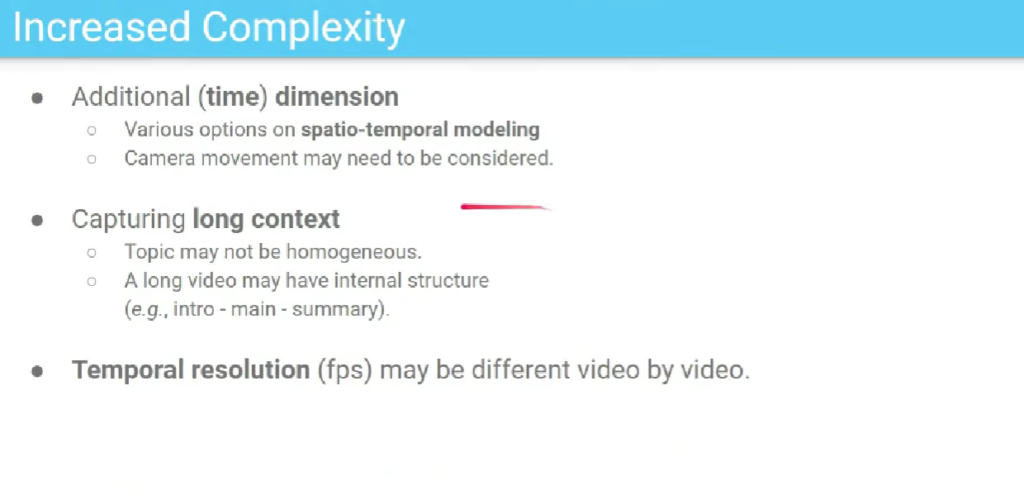 Increased Complexity
● Additional (time) dimension
○ Various options on spatio-temporal modeling
○ Camera movement may need to be considered.
● Capturing long context
○ Topic may not be homogeneous.
○ A long video may have internal structure
(e.g., intro - main - summary).
● Temporal resolution (fps) may be different video by video.